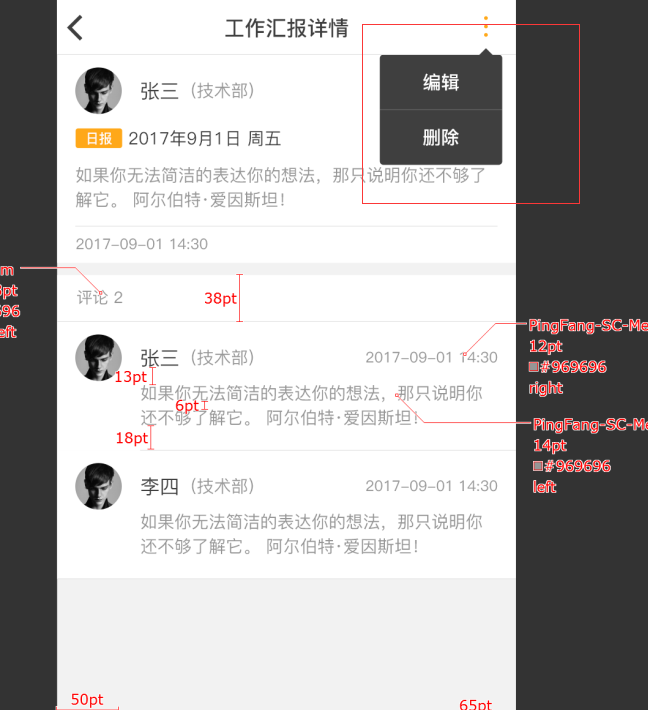 工作汇报详情
编辑
删除
张三 (技术部)
日报 2017年9月1日 周五
如果你无法简洁的表达你的想法，那只说明你还不够了
解它。 阿尔伯特·爱因斯坦！
2017-09-01 14:30
评论 2
38pt
张三 (技术部)
2017-09-01 14:30
13pt
如果你无法简洁的表达你的想法，那只说明你
6pt
还不够了解它。 阿尔伯特·爱因斯坦！
18pt
PingFang-SC-Me
12pt
#969696
right
PingFang-SC-Me
14pt
#969696
left
李四 (技术部)
2017-09-01 14:30
如果你无法简洁的表达你的想法，那只说明你
还不够了解它。 阿尔伯特·爱因斯坦！
50pt
65pt